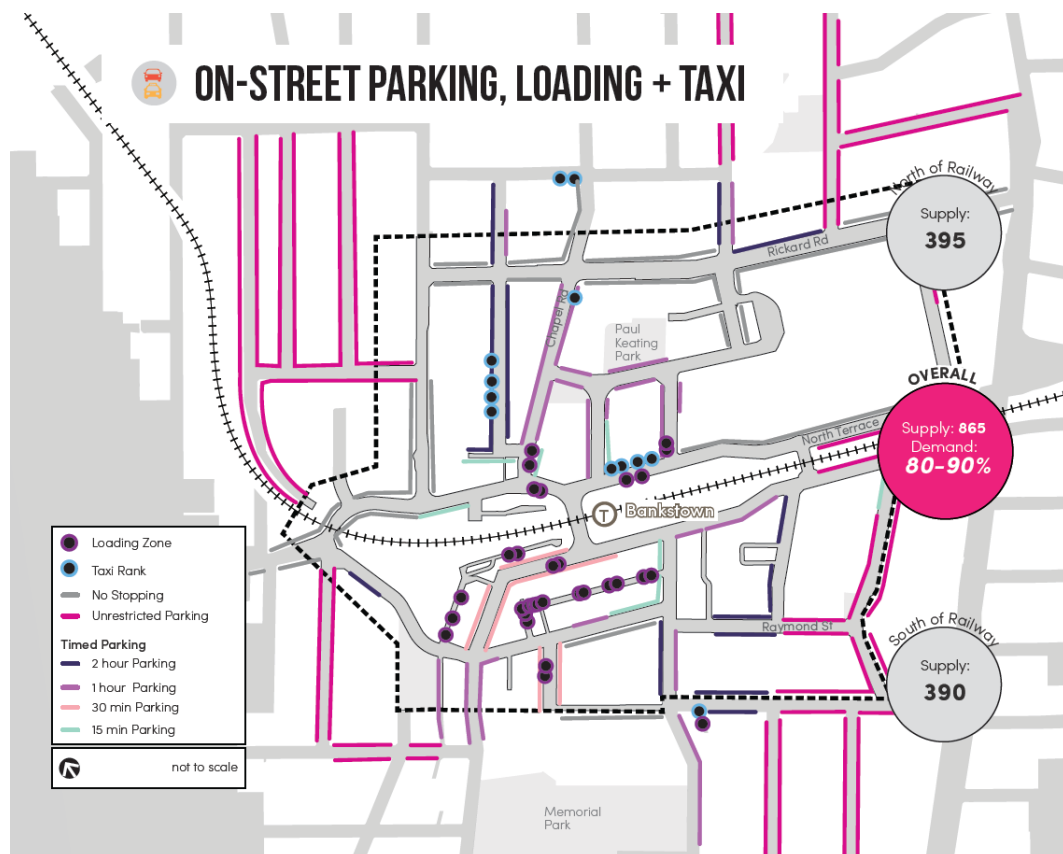 ON-STREET PARKING, LOADING + TAXI
North of Railway
Supply:
395
Rickard Rd
Chapel Rd
Paul
Keating
Park
OVERALL
Supply: 865
Demand:
80-90%
North Terrace
T Bankstown
Loading Zone
Taxi Rank
No Stopping
Unrestricted Parking
Timed Parking
2 hour Parking
1 hour Parking
30 min Parking
15 min Parking
not to scale
Raymond St
South of Railway
Supply:
390
Memorial
Park